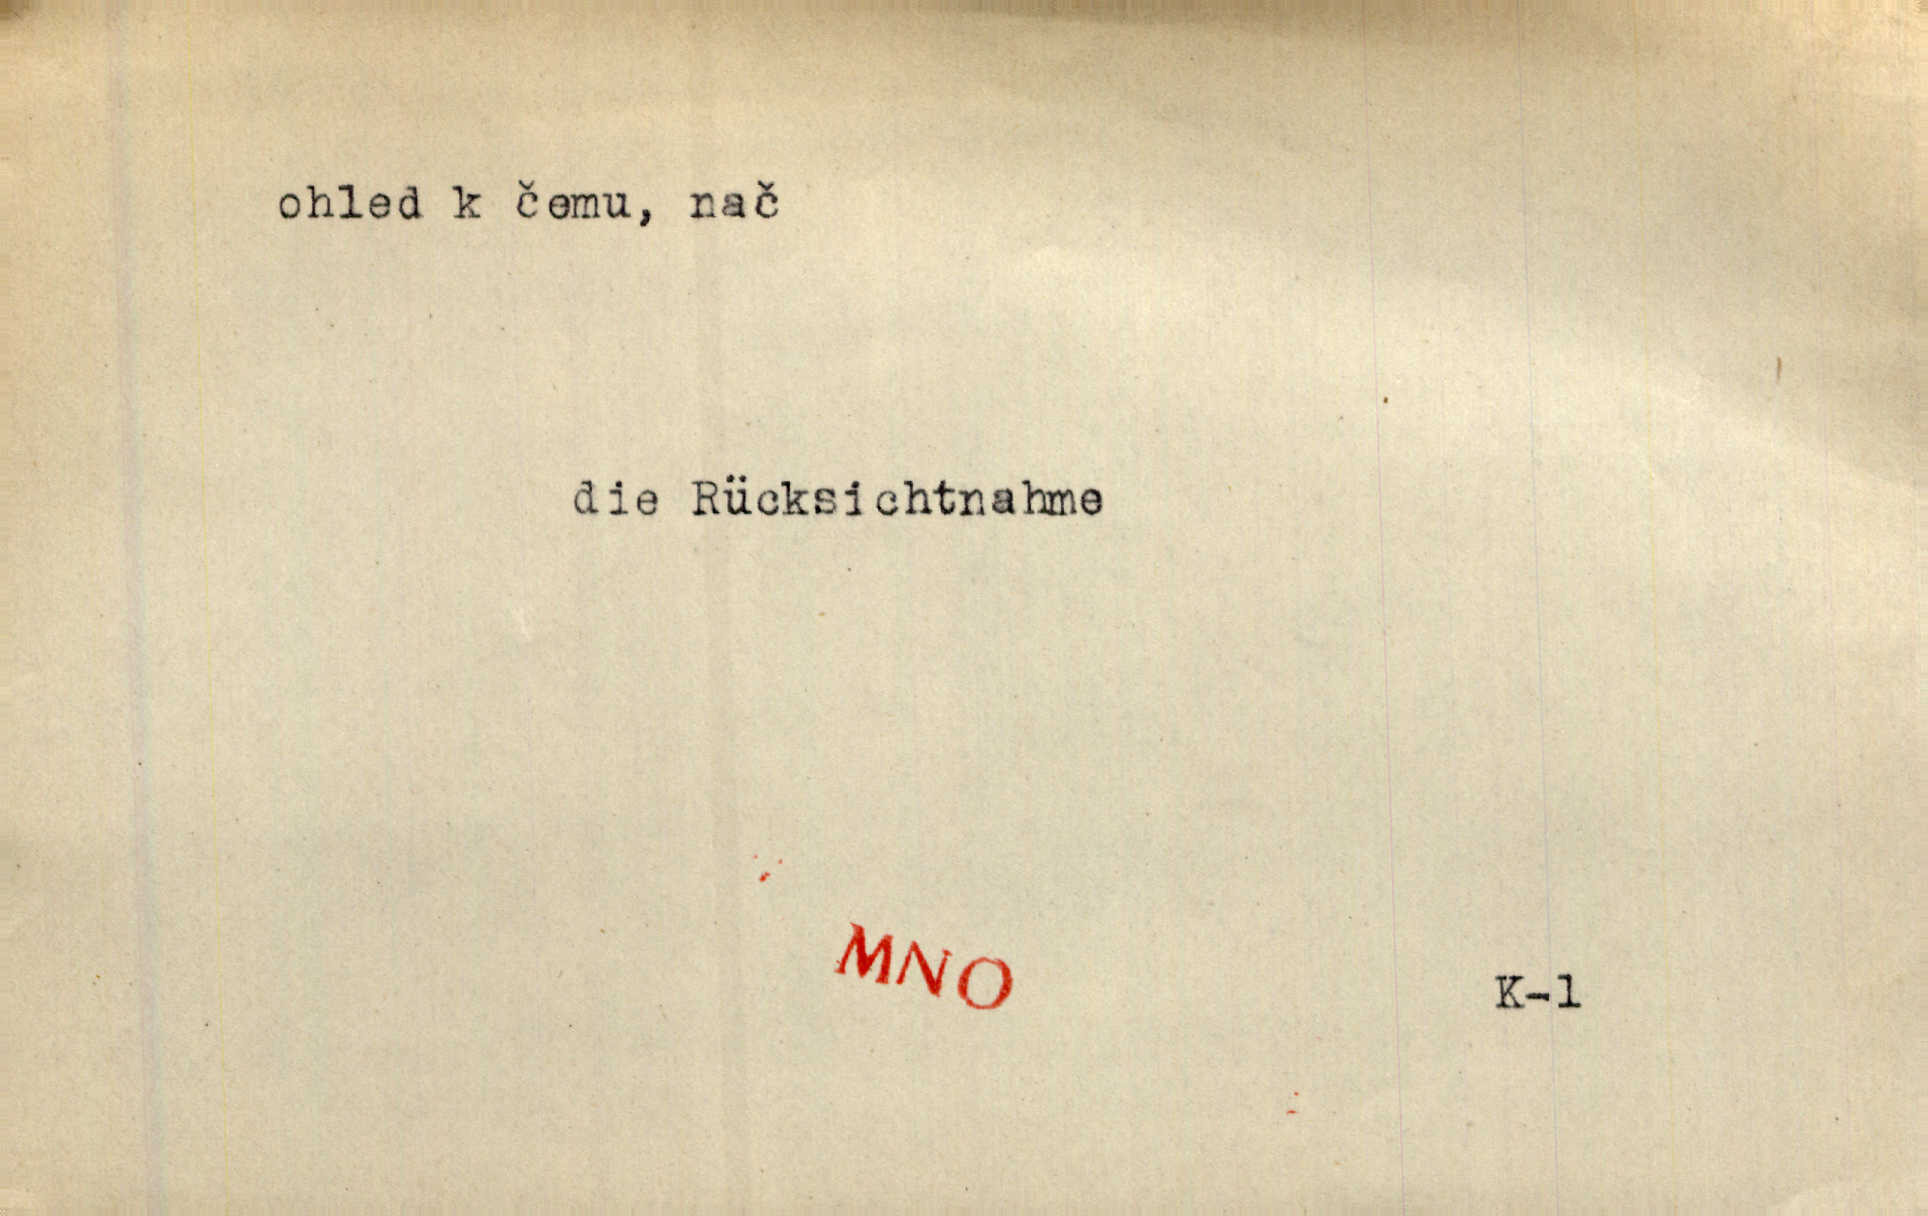 ohled k čemu, nač
die Rücksichtnahme
MNO
K-1